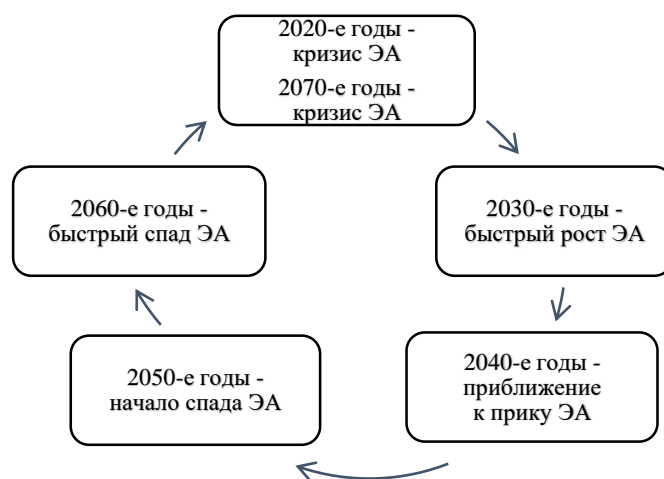 2020-е годы -
кризис ЭА
2070-е годы -
кризис ЭА
2030-е годы -
быстрый рост ЭА
2040-е годы -
приближение
к прику ЭА
2050-е годы -
начало спада ЭА
2060-е годы -
быстрый спад ЭА